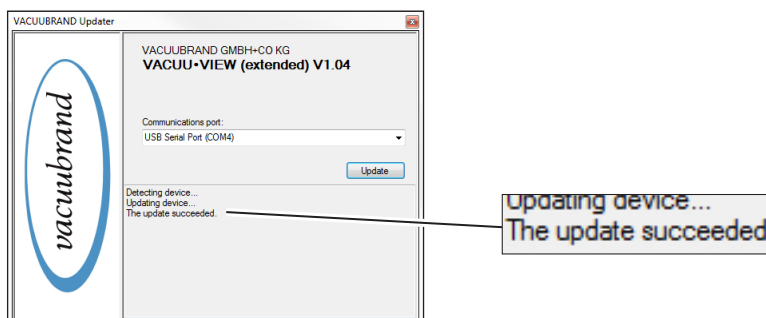 VACUUBRAND Updater
vacuubrand
VACUUBRAND GMBH+CO KG
VACUU•VIEW (extended) V1.04
Communications port:
USB Serial Port (COM4)
Update
Detecting device...
Updating device...
The update succeeded.
Updating device...
The update succeeded